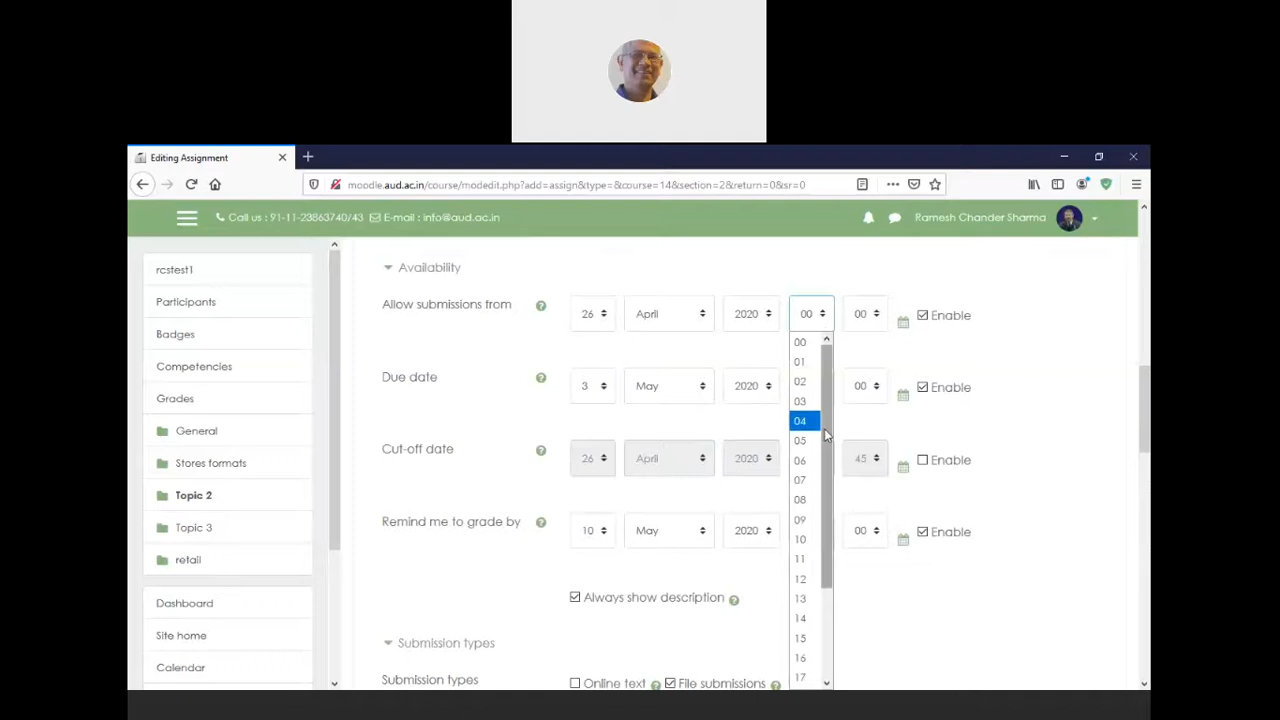 Editing Assignment
moodle.aud.ac.in/course/modedit.php?add=assign&type=&course=14&section=2&return=0&sr=0
Call us : 91-11-23863740/43 E-mail : info@aud.ac.in
Ramesh Chander Sharma
rcstest1
Participants
Badges
Competencies
Grades
General
Stores formats
Topic 2
Topic 3
retail
Dashboard
Site home
Calendar
Availability
Allow submissions from ? 26 April 2020 00 00 Enable
Due date ? 3 May 2020 00 Enable
Cut-off date ? 26 April 2020 45 Enable
Remind me to grade by ? 10 May 2020 00 Enable
00
01
02
03
04
05
06
07
08
09
10
11
12
13
14
15
16
17
Always show description ?
Submission types
Submission types Online text ? File submissions ?